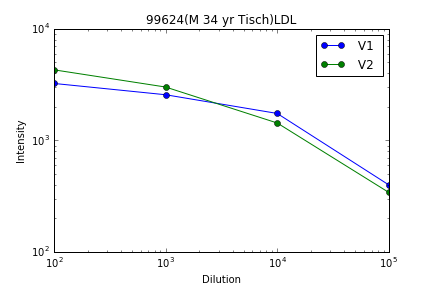 99624(M 34 yr Tisch)LDL
10^4
V1
V2
10^3
Intensity
10^2
10^2 10^3 10^4 10^5
Dilution